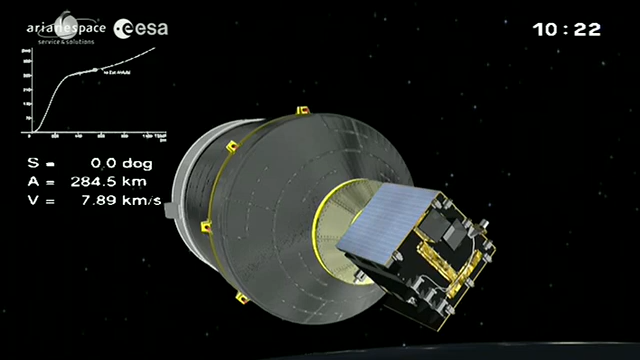 arianespace
service & solutions
esa
10:22
S = 0.0 dog
A = 284.5 km
V = 7.89 km/s